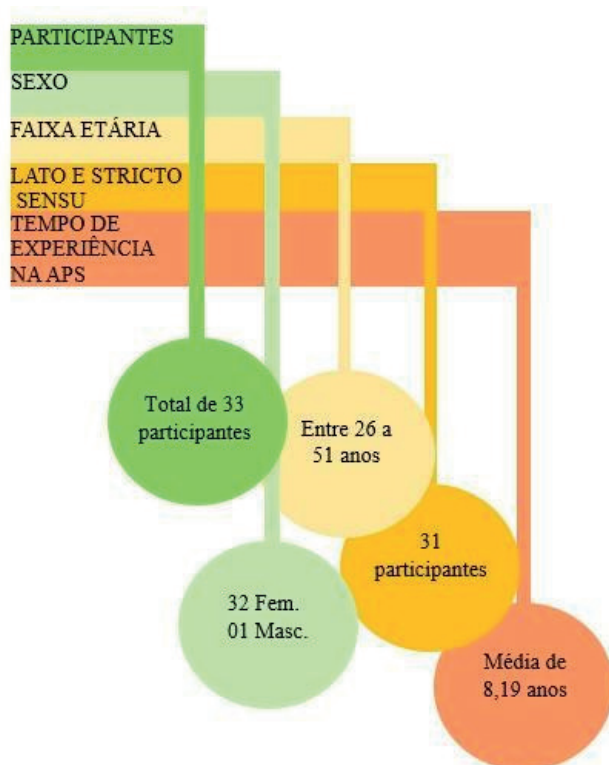 PARTICIPANTES
SEXO
FAIXA ETÁRIA
LATO E STRICTO
SENSU
TEMPO DE
EXPERIÊNCIA
NA APS
Total de 33
participantes
Entre 26 a
51 anos
31
participantes
32 Fem.
01 Masc.
Média de
8,19 anos